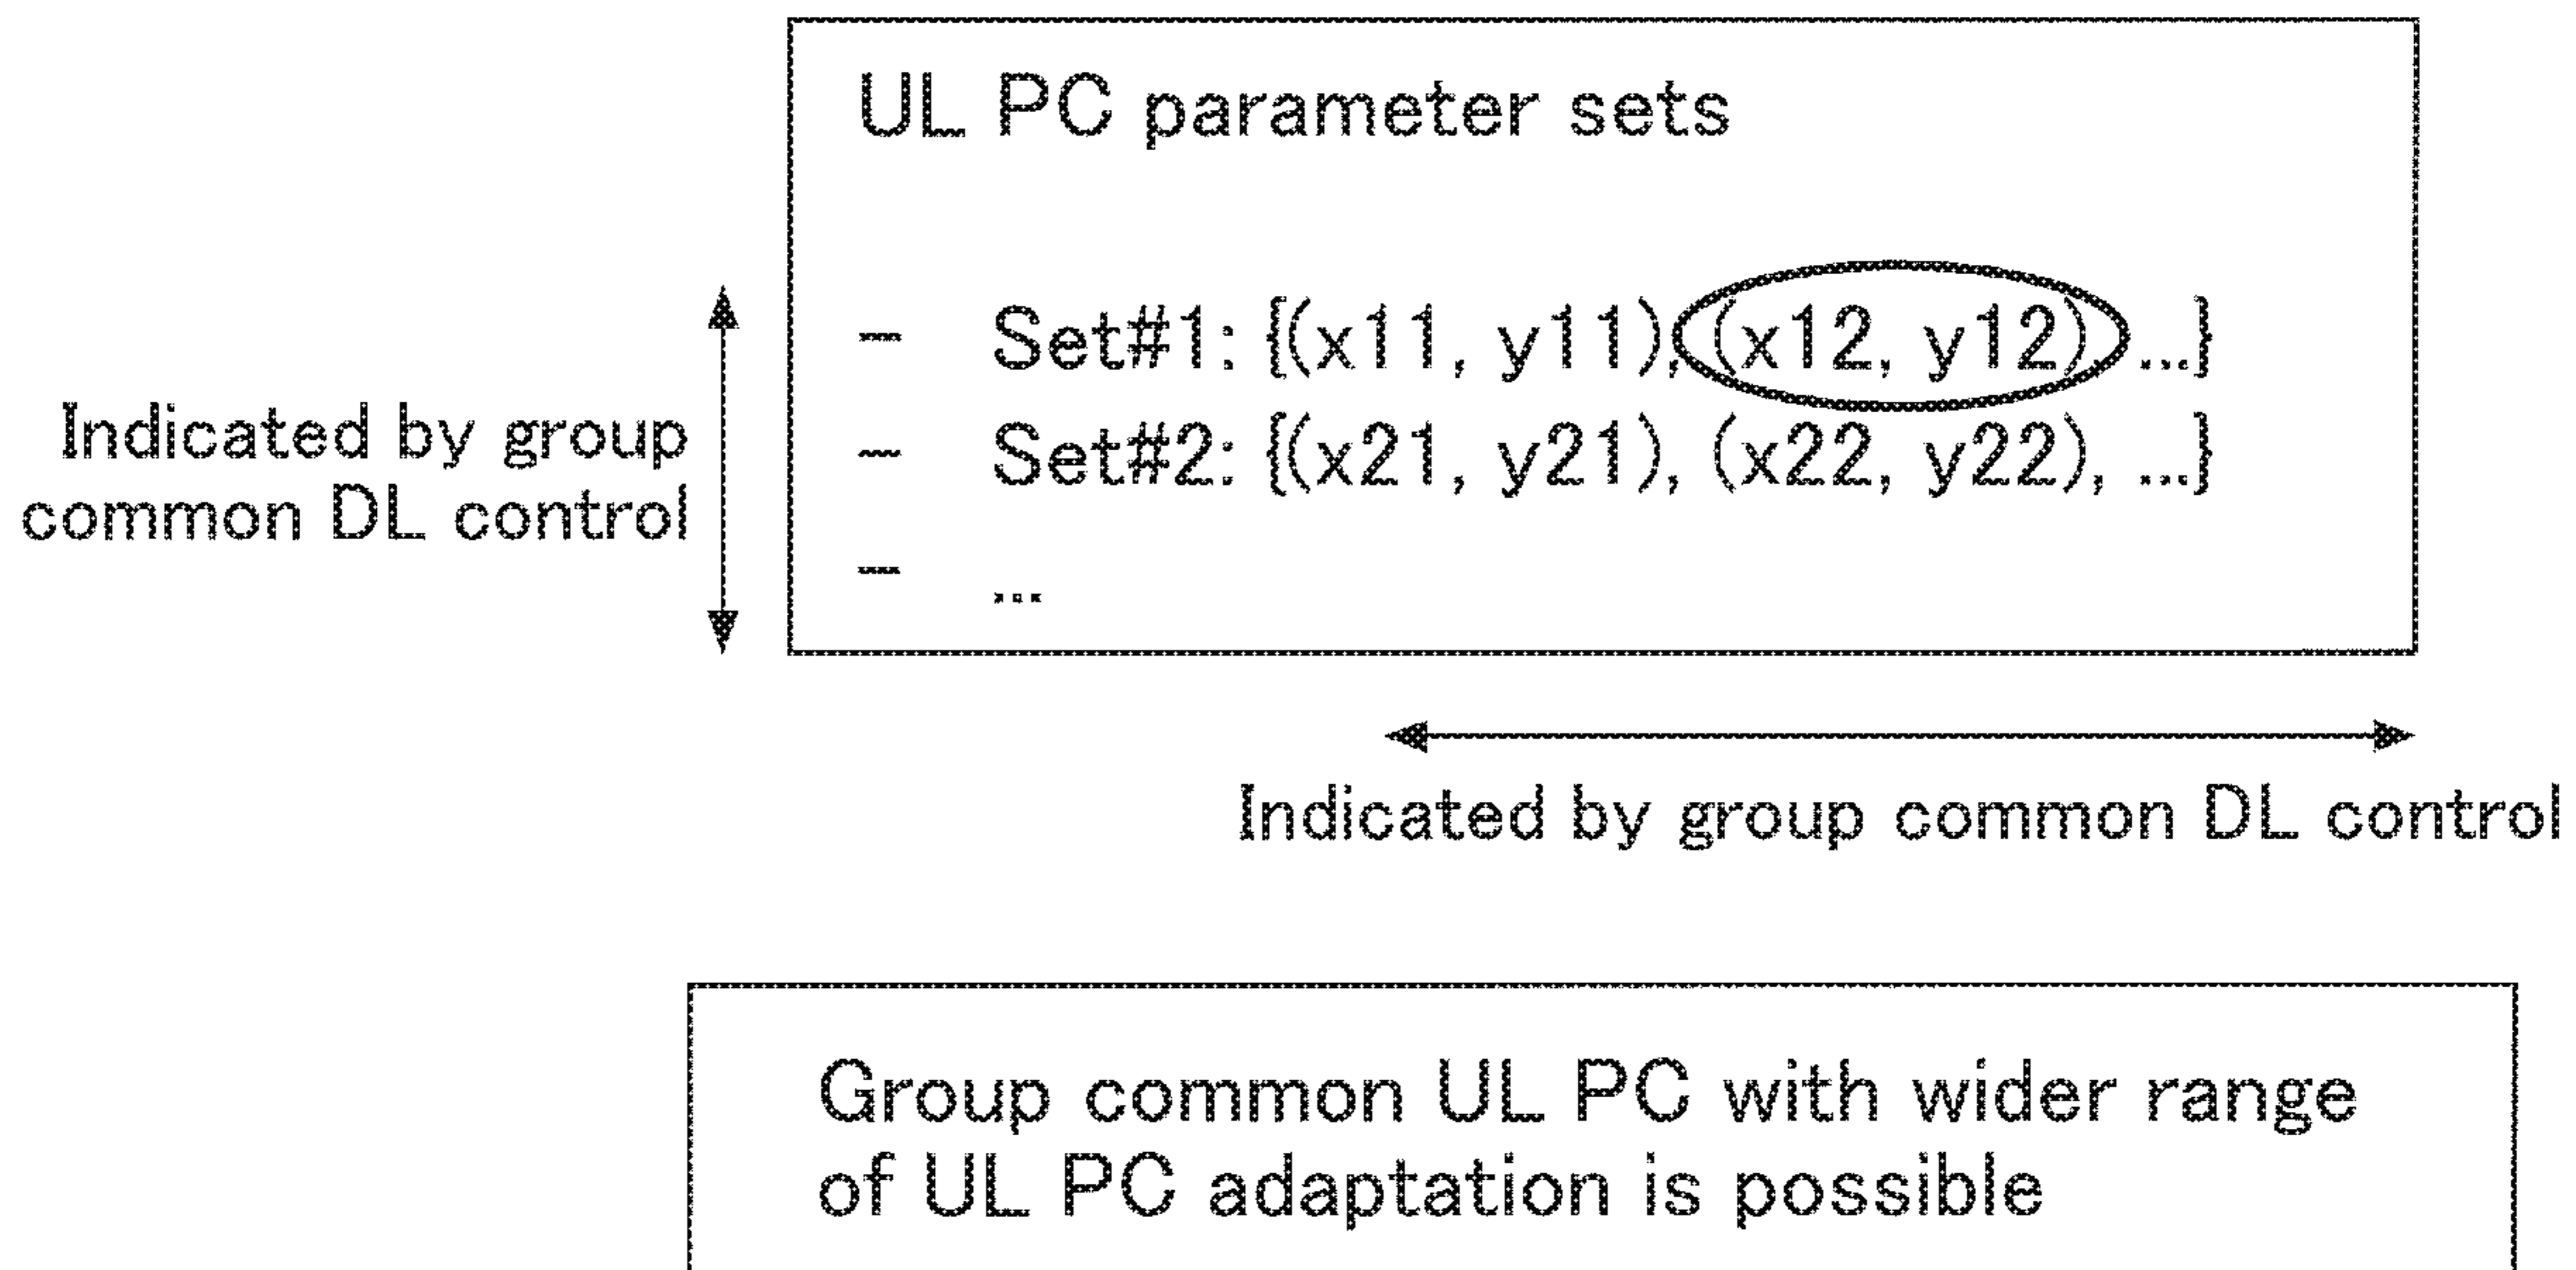 UL PC parameter sets
– Set#1: {(x11, y11), (x12, y12), ...}
– Set#2: {(x21, y21), (x22, y22), ...}
– ...
Indicated by group
common DL control
Indicated by group common DL control
Group common UL PC with wider range
of UL PC adaptation is possible